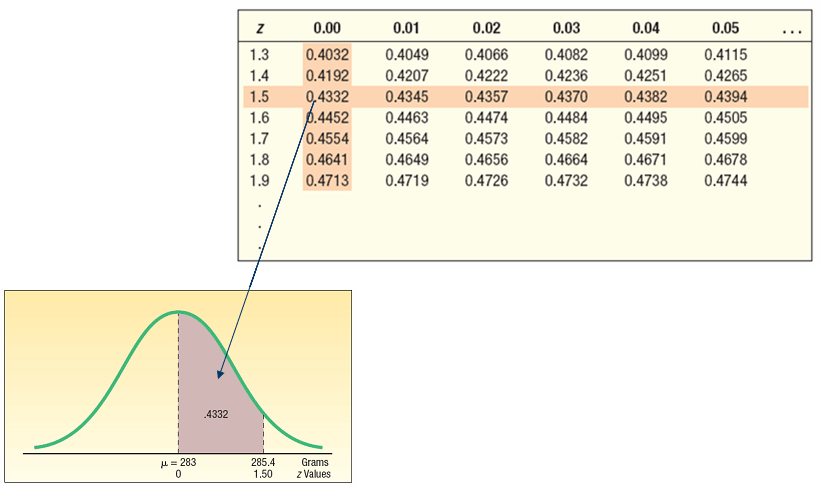 z 0.00 0.01 0.02 0.03 0.04 0.05 ...
1.3 0.4032 0.4049 0.4066 0.4082 0.4099 0.4115
1.4 0.4192 0.4207 0.4222 0.4236 0.4251 0.4265
1.5 0.4332 0.4345 0.4357 0.4370 0.4382 0.4394
1.6 0.4452 0.4463 0.4474 0.4484 0.4495 0.4505
1.7 0.4554 0.4564 0.4573 0.4582 0.4591 0.4599
1.8 0.4641 0.4649 0.4656 0.4664 0.4671 0.4678
1.9 0.4713 0.4719 0.4726 0.4732 0.4738 0.4744
.
.
.
.4332
μ = 283 285.4 Grams
0 1.50 z Values